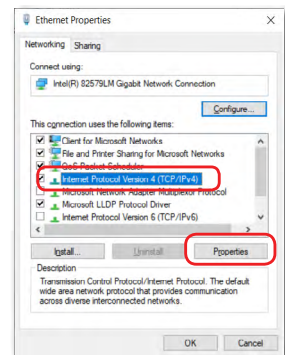 Ethernet Properties
Networking Sharing
Connect using:
Intel(R) 82579LM Gigabit Network Connection
Configure...
This connection uses the following items:
Client for Microsoft Networks
File and Printer Sharing for Microsoft Networks
QoS Packet Scheduler
Internet Protocol Version 4 (TCP/IPv4)
Microsoft Network Adapter Multiplexor Protocol
Microsoft LLDP Protocol Driver
Internet Protocol Version 6 (TCP/IPv6)
Install... Uninstall Properties
Description
Transmission Control Protocol/Internet Protocol. The default
wide area network protocol that provides communication
across diverse interconnected networks.
OK Cancel